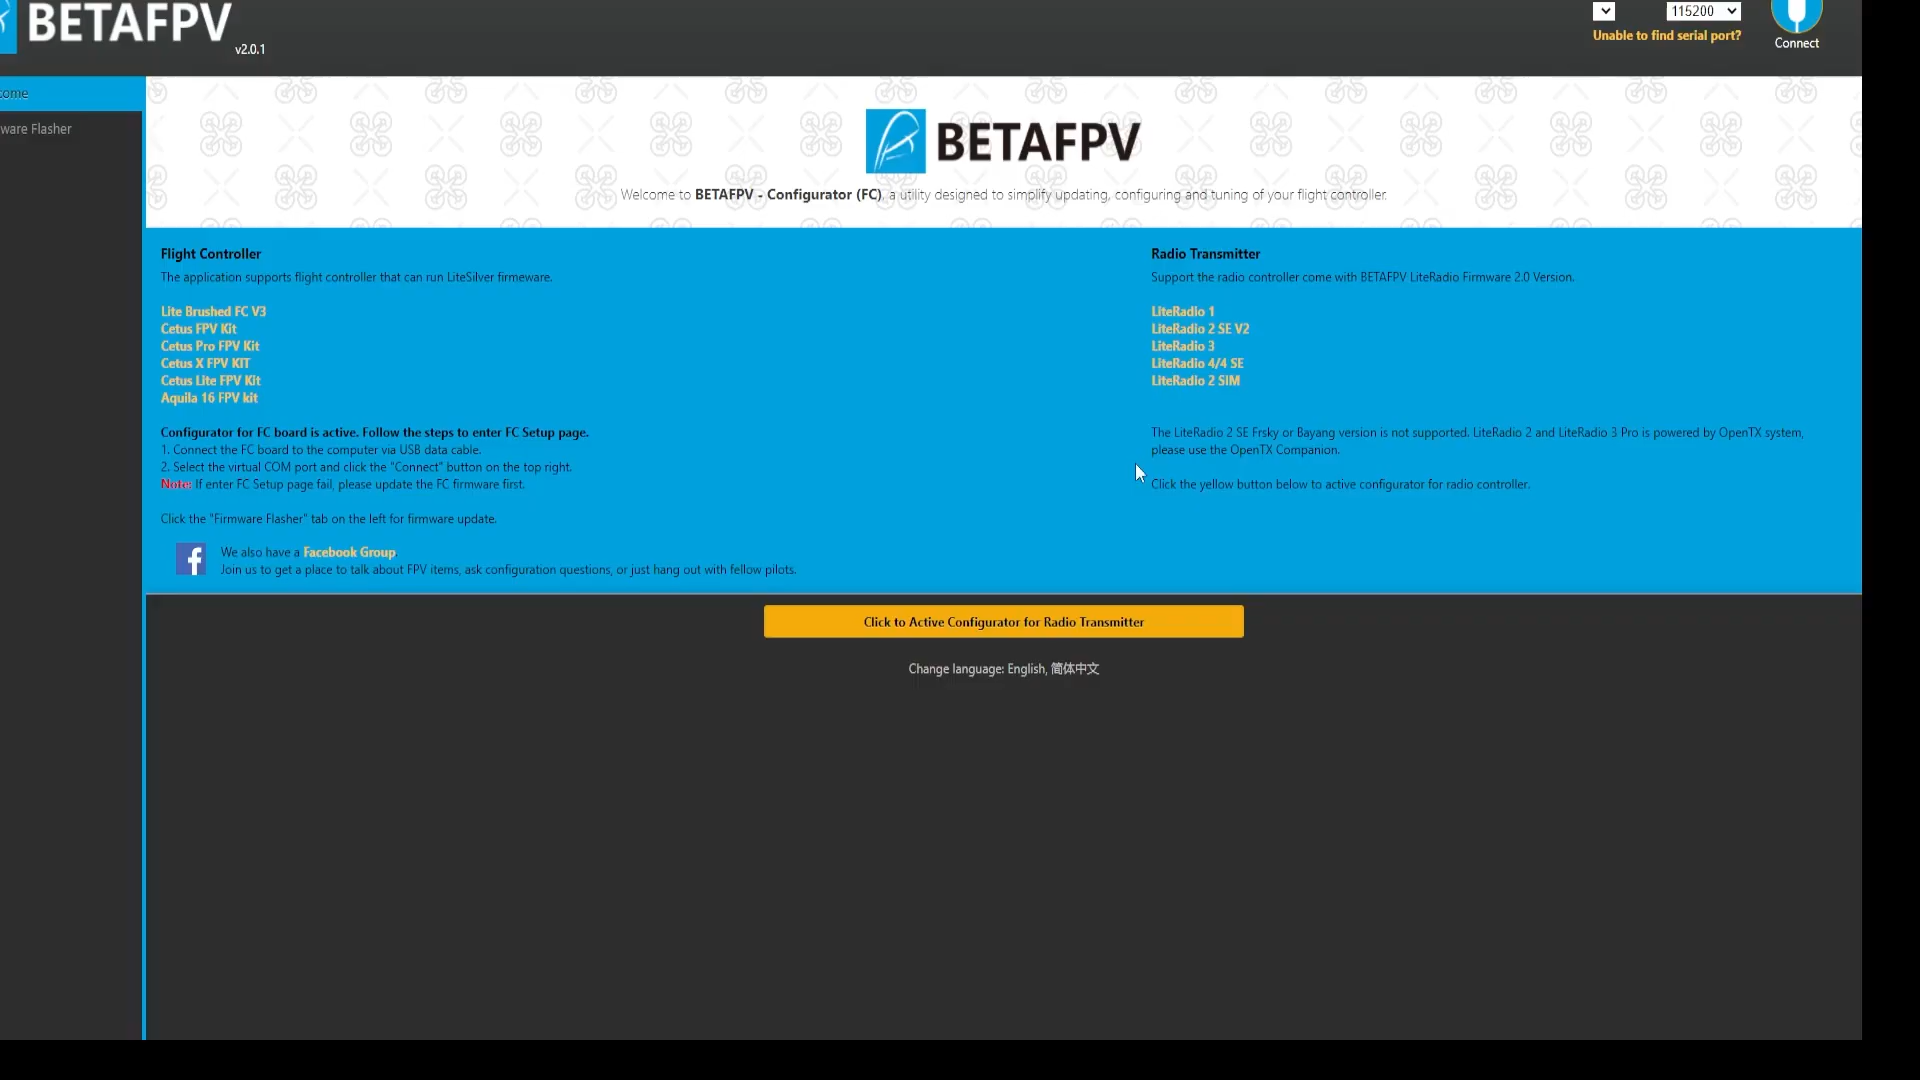 BETAFPV
v2.0.1
115200
Unable to find serial port?
Connect
ome
ware Flasher
BETAFPV
Welcome to BETAFPV - Configurator (FC), a utility designed to simplify updating, configuring and tuning of your flight controller.
Flight Controller
The application supports flight controller that can run LiteSilver firmeware.
Lite Brushed FC V3
Cetus FPV Kit
Cetus Pro FPV Kit
Cetus X FPV KIT
Cetus Lite FPV Kit
Aquila 16 FPV kit
Configurator for FC board is active. Follow the steps to enter FC Setup page.
1. Connect the FC board to the computer via USB data cable.
2. Select the virtual COM port and click the "Connect" button on the top right.
Note: If enter FC Setup page fail, please update the FC firmware first.
Click the "Firmware Flasher" tab on the left for firmware update.
We also have a Facebook Group.
Join us to get a place to talk about FPV items, ask configuration questions, or just hang out with fellow pilots.
Radio Transmitter
Support the radio controller come with BETAFPV LiteRadio Firmware 2.0 Version.
LiteRadio 1
LiteRadio 2 SE V2
LiteRadio 3
LiteRadio 4/4 SE
LiteRadio 2 SIM
The LiteRadio 2 SE Frsky or Bayang version is not supported. LiteRadio 2 and LiteRadio 3 Pro is powered by OpenTX system,
please use the OpenTX Companion.
Click the yellow button below to active configurator for radio controller.
Click to Active Configurator for Radio Transmitter
Change language: English, 简体中文